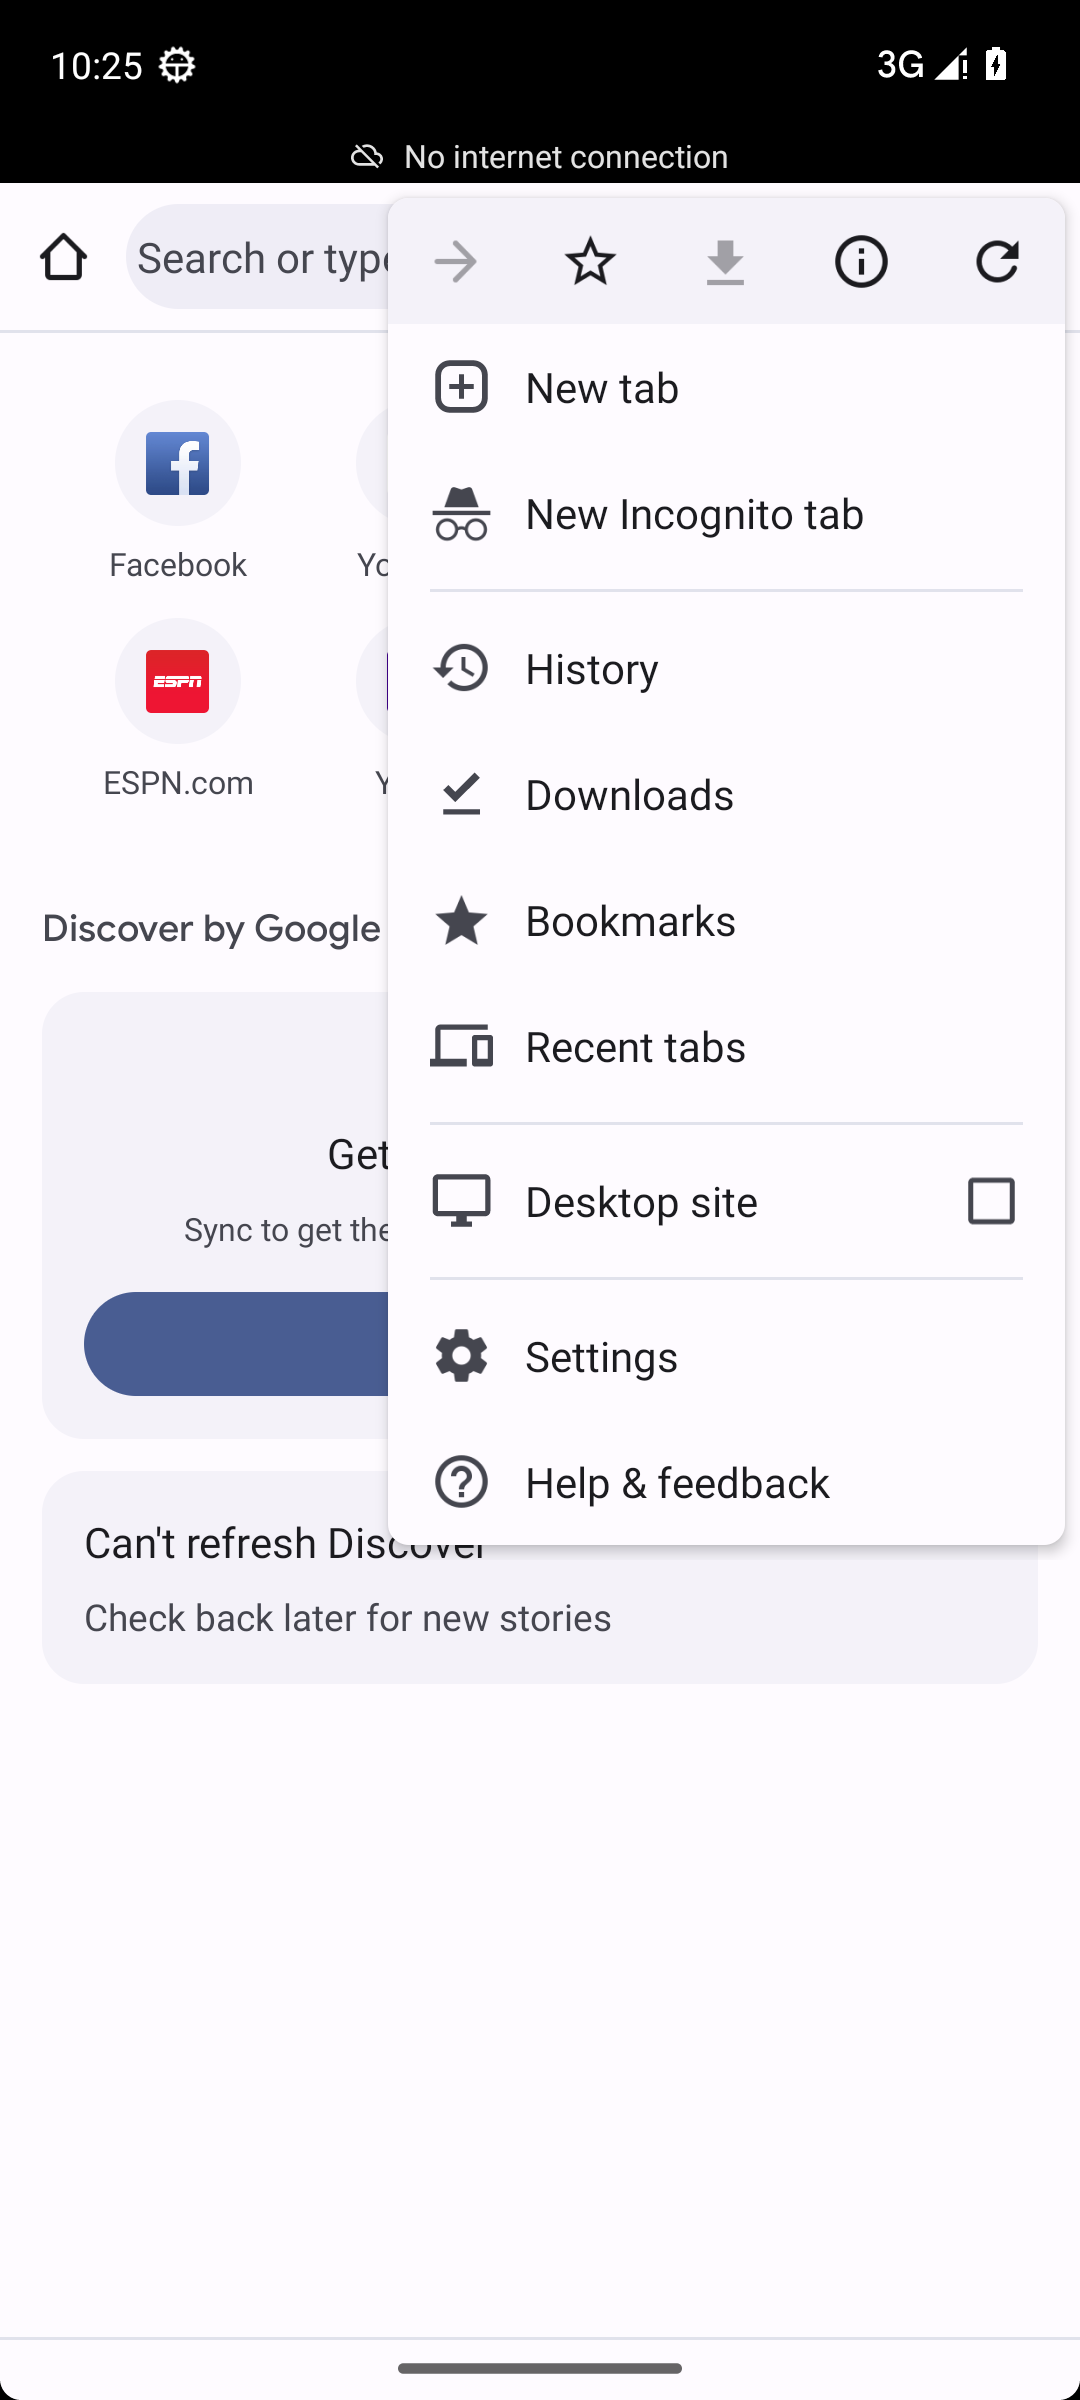 10:25
3G
No internet connection
Search or type
New tab
New Incognito tab
Facebook
ESPN
ESPN.com
History
Downloads
Discover by Google
Bookmarks
Recent tabs
Get
Sync to get the
Desktop site
Settings
Help & feedback
Can't refresh Discover
Check back later for new stories